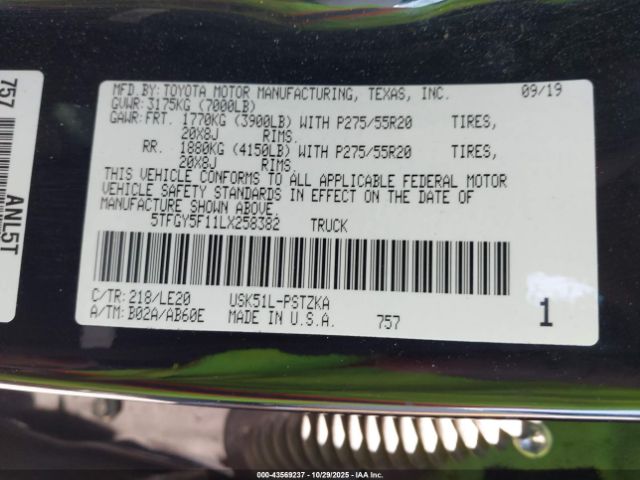 MFD.BY: TOYOTA MOTOR MANUFACTURING, TEXAS, INC. 09/19
GVWR: 3175KG (7000LB)
GAWR: FRT. 1770KG (3900LB) WITH P275/55R20 TIRES,
20X8J RIMS.
RR. 1880KG (4150LB) WITH P275/55R20 TIRES,
20X8J RIMS.
THIS VEHICLE CONFORMS TO ALL APPLICABLE FEDERAL MOTOR
VEHICLE SAFETY STANDARDS IN EFFECT ON THE DATE OF
MANUFACTURE SHOWN ABOVE.
5TFGY5F11LX258382 TRUCK
C/TR: 218/LE20 USK51L-PSTZKA
A/TM: B02A/AB60E MADE IN U.S.A. 757 1
757
ANL5T
000-43569237 - 10/29/2025 - IAA Inc.